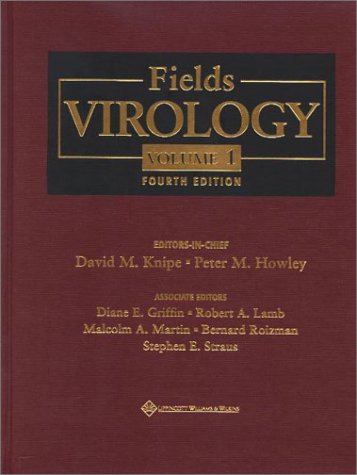 Fields
VIROLOGY
VOLUME 1
FOURTH EDITION
EDITORS-IN-CHIEF
David M. Knipe • Peter M. Howley
ASSOCIATE EDITORS
Diane E. Griffin • Robert A. Lamb
Malcolm A. Martin • Bernard Roizman
Stephen E. Straus
LIPPINCOTT WILLIAMS & WILKINS